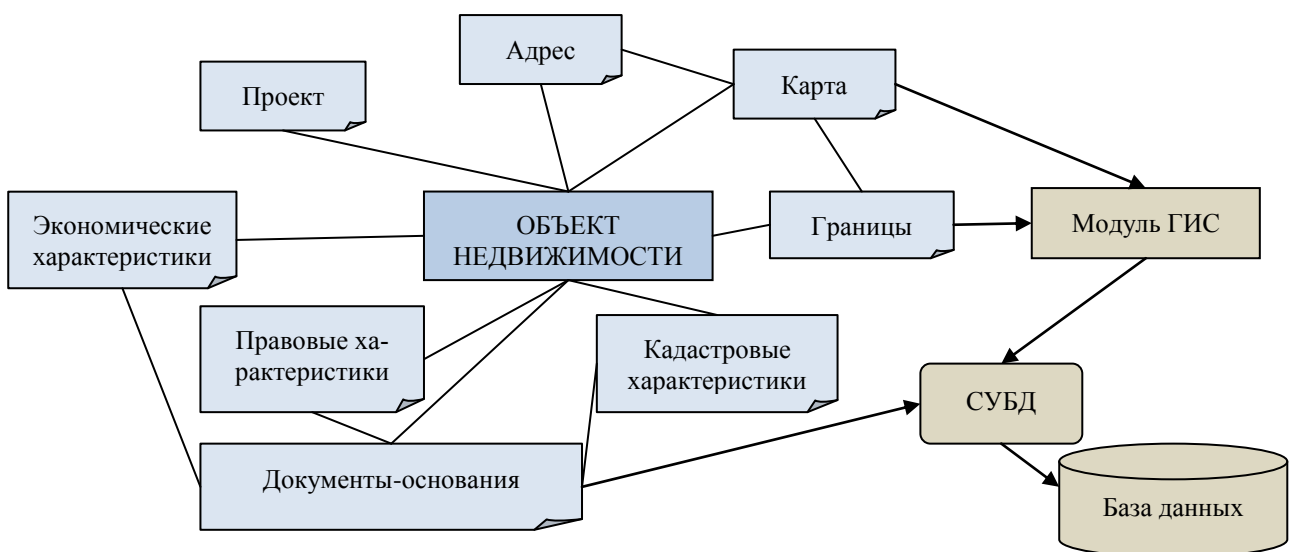 Адрес
Карта
Проект
Экономические
характеристики
ОБЪЕКТ
НЕДВИЖИМОСТИ
Границы
Модуль ГИС
Правовые ха-
рактеристики
Кадастровые
характеристики
СУБД
Документы-основания
База данных